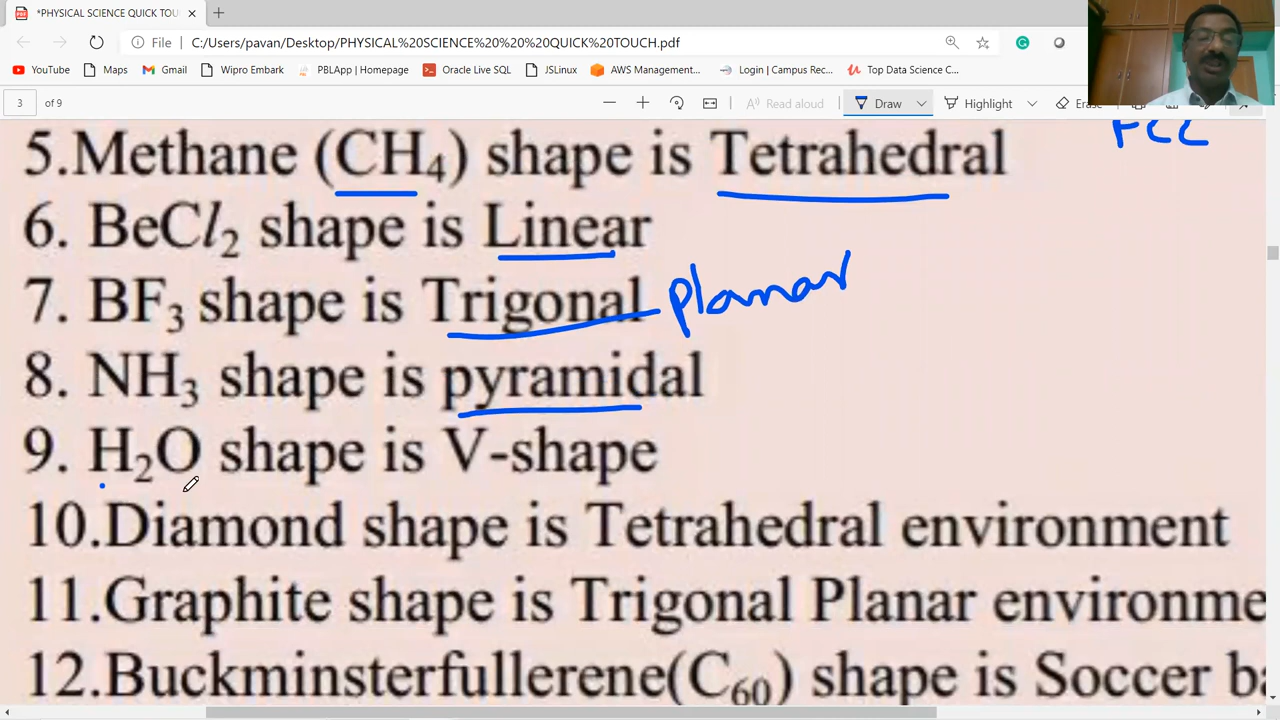 *PHYSICAL SCIENCE QUICK TOU
File C:/Users/pavan/Desktop/PHYSICAL%20SCIENCE%20%20%20QUICK%20TOUCH.pdf
YouTube Maps Gmail Wipro Embark PBLApp | Homepage Oracle Live SQL JSLinux AWS Management... Login | Campus Rec... Top Data Science C...
3 of 9 Read aloud Draw Highlight Erase
FCC
5.Methane (CH₄) shape is Tetrahedral
6. BeCl₂ shape is Linear
7. BF₃ shape is Trigonal planar
8. NH₃ shape is pyramidal
9. H₂O shape is V-shape
10.Diamond shape is Tetrahedral environment
11.Graphite shape is Trigonal Planar environme
12.Buckminsterfullerene(C₆₀) shape is Soccer ba